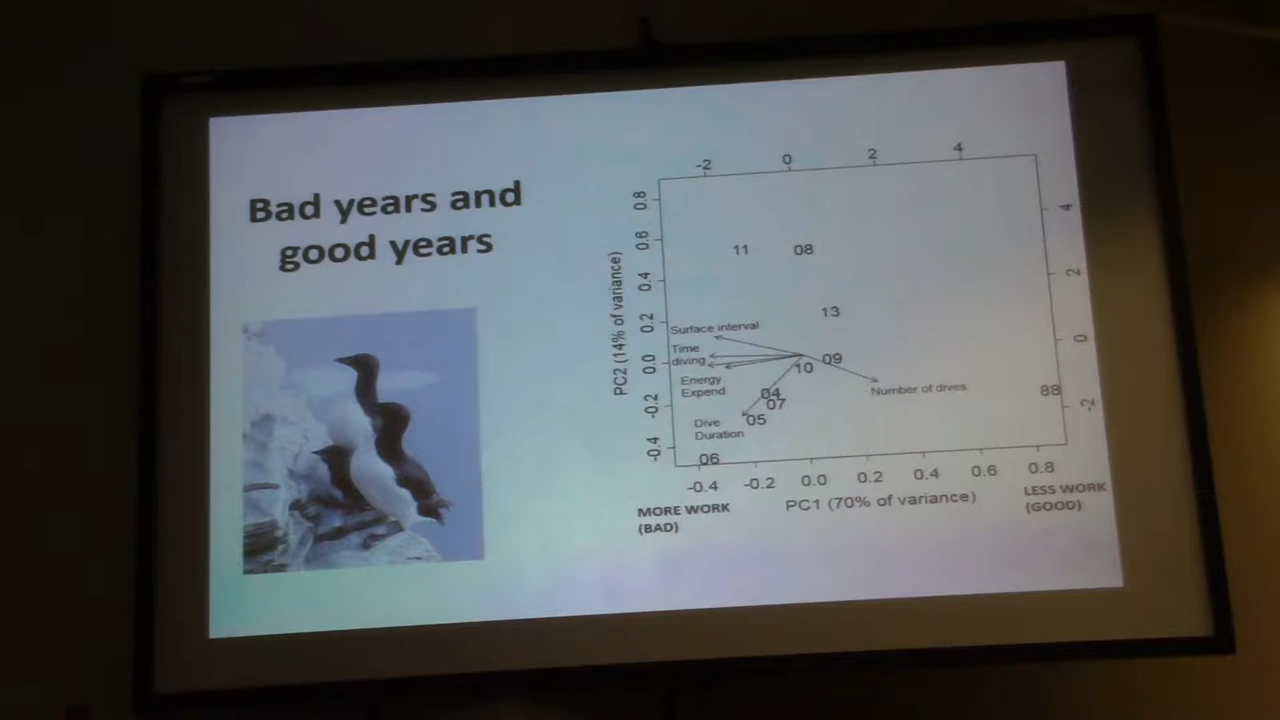 Bad years and
good years
-2 0 2 4
0.8
0.6
0.4
0.2
0.0
-0.2
-0.4
PC2 (14% of variance)
11 08
13
Surface interval
Time
diving
09
10
Energy
Expend
Number of dives
88
04
07
05
Dive
Duration
06
4
2
0
-2
-0.4 -0.2 0.0 0.2 0.4 0.6 0.8
PC1 (70% of variance)
MORE WORK
(BAD)
LESS WORK
(GOOD)